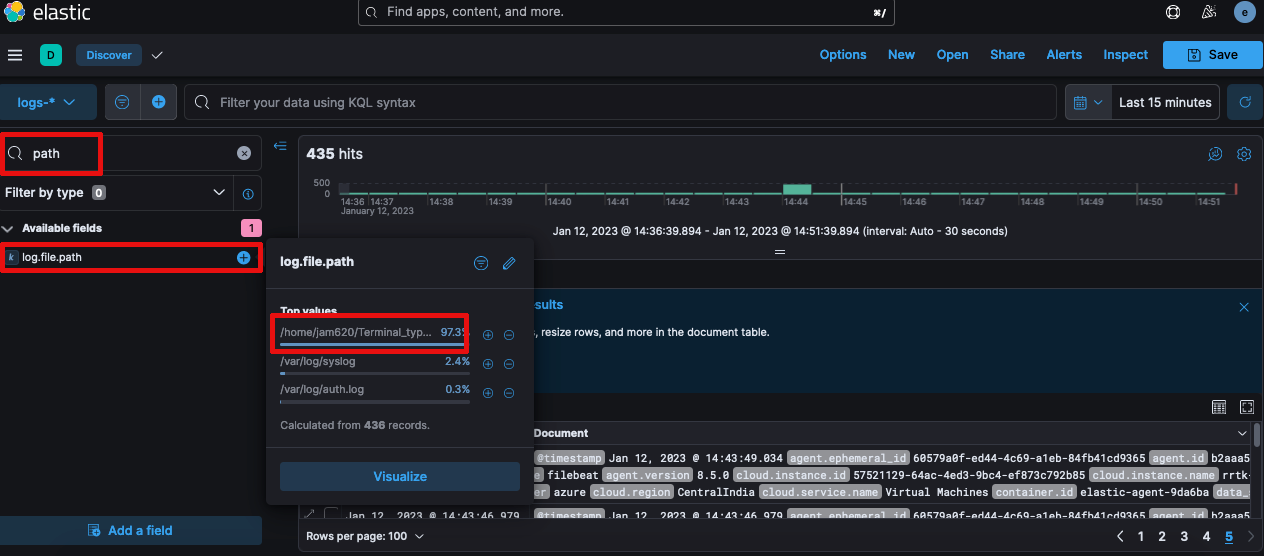 elastic
Find apps, content, and more.
⌘/
e
D
Discover
Options
New
Open
Share
Alerts
Inspect
Save
logs-*
Filter your data using KQL syntax
Last 15 minutes
path
Filter by type 0
Available fields
1
k log.file.path
Add a field
435 hits
500
0
14:36 14:37 14:38 14:39 14:40 14:41 14:42 14:43 14:44 14:45 14:46 14:47 14:48 14:49 14:50 14:51
January 12, 2023
Jan 12, 2023 @ 14:36:39.894 - Jan 12, 2023 @ 14:51:39.894 (interval: Auto - 30 seconds)
log.file.path
Top values
/home/jam620/Terminal_typ... 97.3%
/var/log/syslog 2.4%
/var/log/auth.log 0.3%
Calculated from 436 records.
Visualize
esults
, resize rows, and more in the document table.
Document
@timestamp Jan 12, 2023 @ 14:43:49.034 agent.ephemeral_id 60579a0f-ed44-4c69-a1eb-84fb41cd9365 agent.id b2aaa5
e filebeat agent.version 8.5.0 cloud.instance.id 57521129-64ac-4ed3-9bc4-ef873c792b85 cloud.instance.name rrtk-
er azure cloud.region CentralIndia cloud.service.name Virtual Machines container.id elastic-agent-9da6ba data_
Jan 12, 2023 @ 14:43:46.979 @timestamp Jan 12, 2023 @ 14:43:46.979 agent.ephemeral_id 60579a0f-ed44-4c69-a1eb-84fb41cd9365 agent.id b2aaa5
Rows per page: 100
1 2 3 4 5